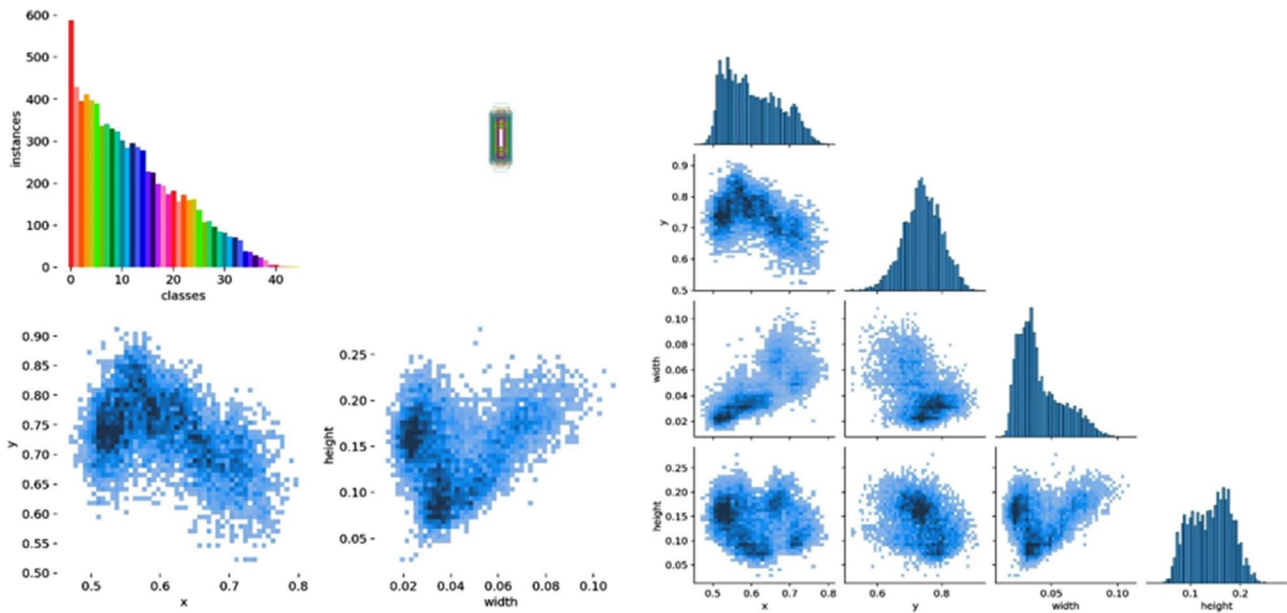 600
500
400
300
200
100
0
instances
0 10 20 30 40
classes
0.90
0.85
0.80
0.75
0.70
0.65
0.60
0.55
0.50
y
0.5 0.6 0.7 0.8
x
0.25
0.20
0.15
0.10
0.05
height
0.02 0.04 0.06 0.08 0.10
width
0.9
0.8
0.7
0.6
0.5
y
0.10
0.08
0.06
0.04
0.02
width
0.25
0.20
0.15
0.10
0.05
height
0.5 0.6 0.7 0.8
x
0.6 0.8
y
0.05 0.10
width
0.1 0.2
height